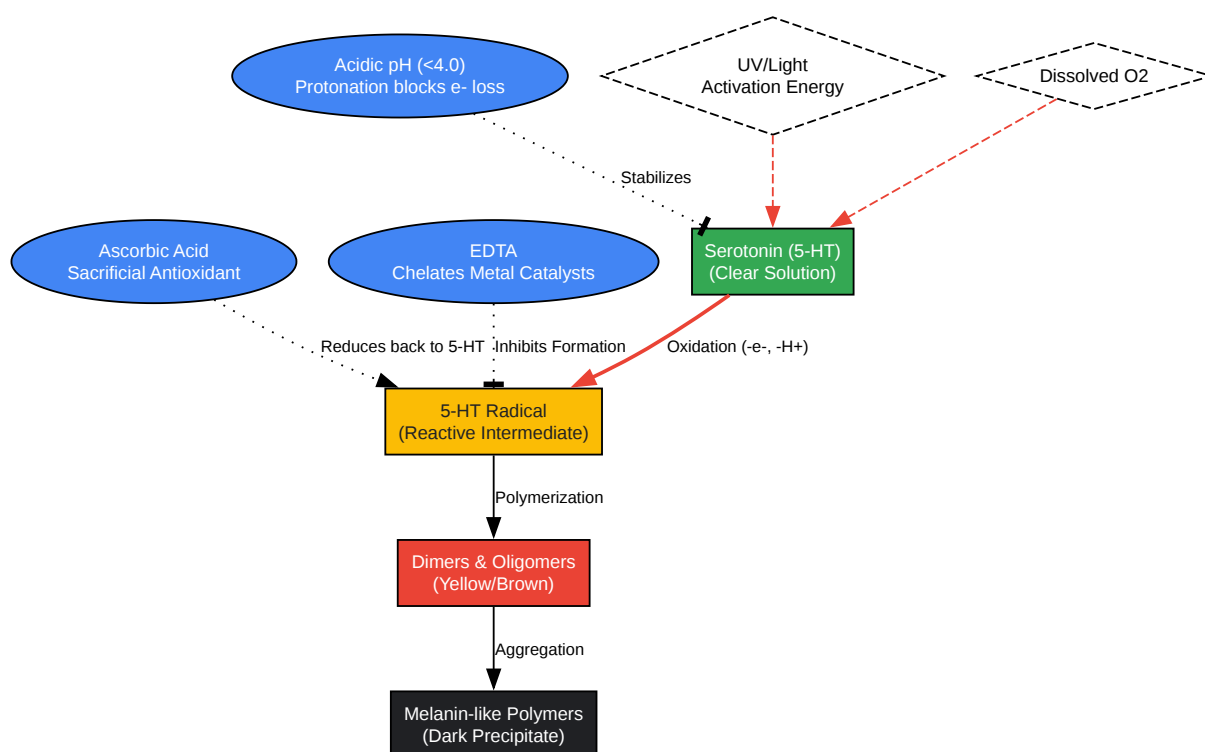 Acidic pH (<4.0)
Protonation blocks e- loss
UV/Light
Activation Energy
Dissolved O2
Stabilizes
Ascorbic Acid
Sacrificial Antioxidant
EDTA
Chelates Metal Catalysts
Serotonin (5-HT)
(Clear Solution)
Reduces back to 5-HT
Inhibits Formation
Oxidation (-e-, -H+)
5-HT Radical
(Reactive Intermediate)
Polymerization
Dimers & Oligomers
(Yellow/Brown)
Aggregation
Melanin-like Polymers
(Dark Precipitate)